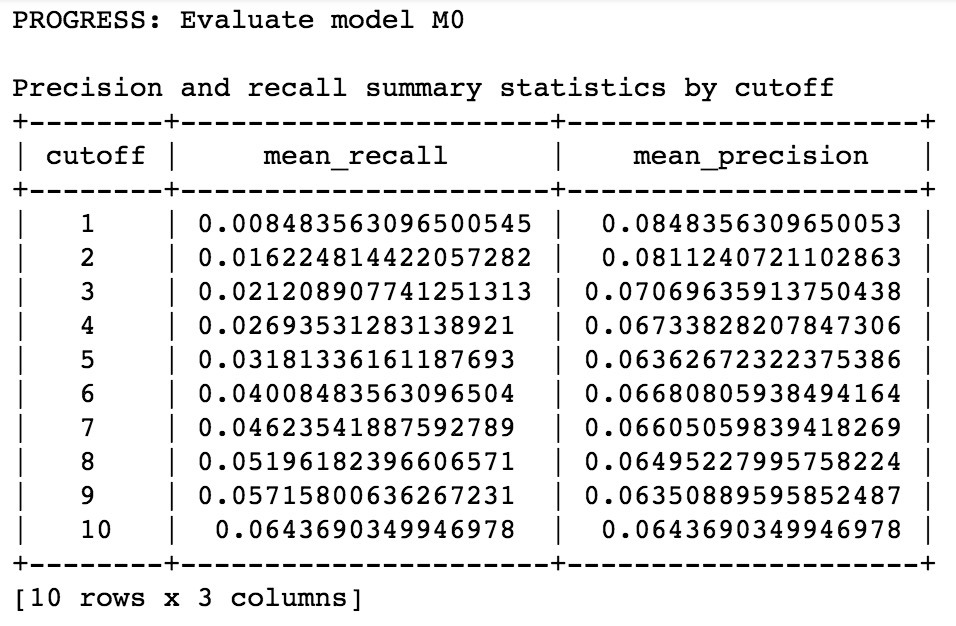 PROGRESS: Evaluate model M0
Precision and recall summary statistics by cutoff
+--------+----------------------+---------------------+
| cutoff |     mean_recall      |    mean_precision   |
+--------+----------------------+---------------------+
|   1    | 0.008483563096500545 |  0.0848356309650053 |
|   2    | 0.016224814422057282 |  0.0811240721102863 |
|   3    | 0.021208907741251313 | 0.07069635913750438 |
|   4    | 0.02693531283138921  | 0.06733828207847306 |
|   5    | 0.03181336161187693  | 0.06362672322375386 |
|   6    | 0.04008483563096504  | 0.06680805938494164 |
|   7    | 0.04623541887592789  | 0.06605059839418269 |
|   8    | 0.05196182396606571  | 0.06495227995758224 |
|   9    | 0.05715800636267231  | 0.06350889595852487 |
|   10   |  0.0643690349946978  |  0.0643690349946978 |
+--------+----------------------+---------------------+
[10 rows x 3 columns]